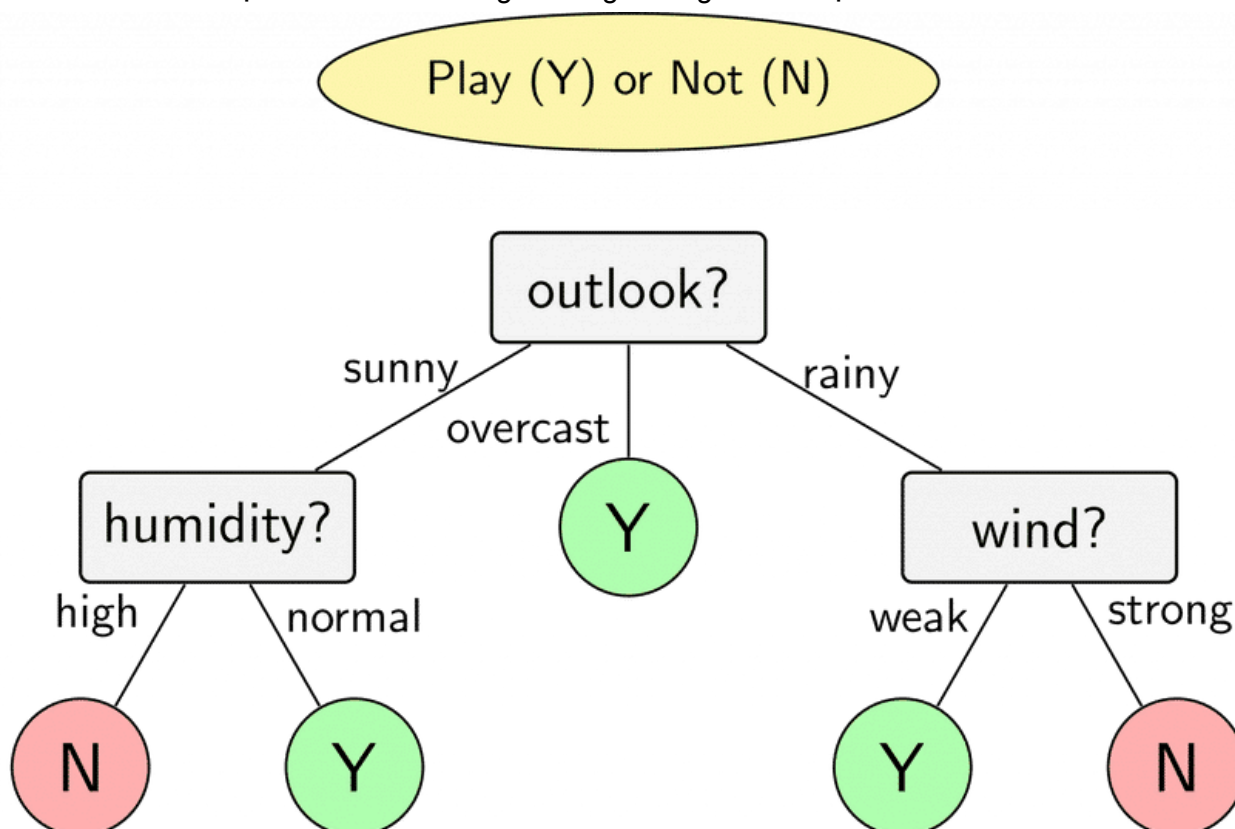 Play (Y) or Not (N)
outlook?
sunny
rainy
overcast
humidity?
Y
wind?
high
normal
weak
strong
N
Y
Y
N